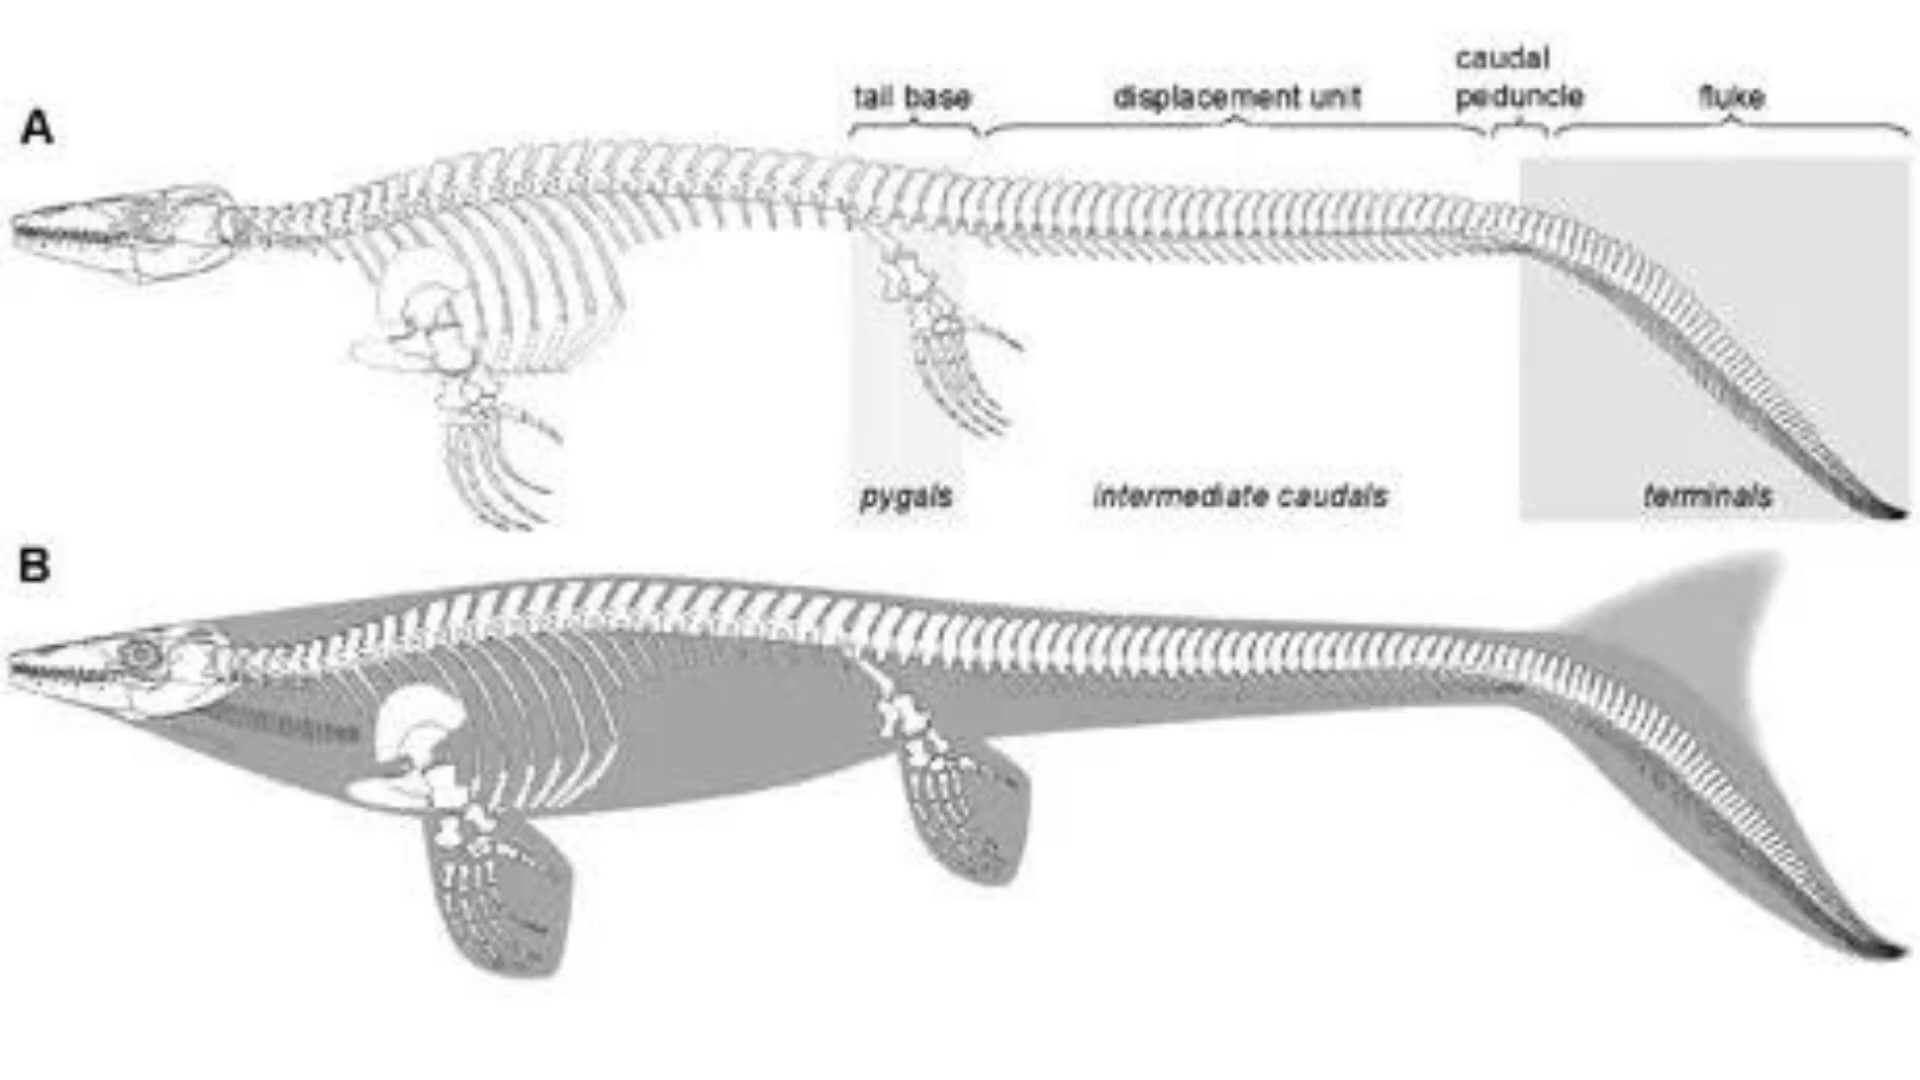 caudal
tail base displacement unit peduncle fluke
A
pygals intermediate caudals terminals
B